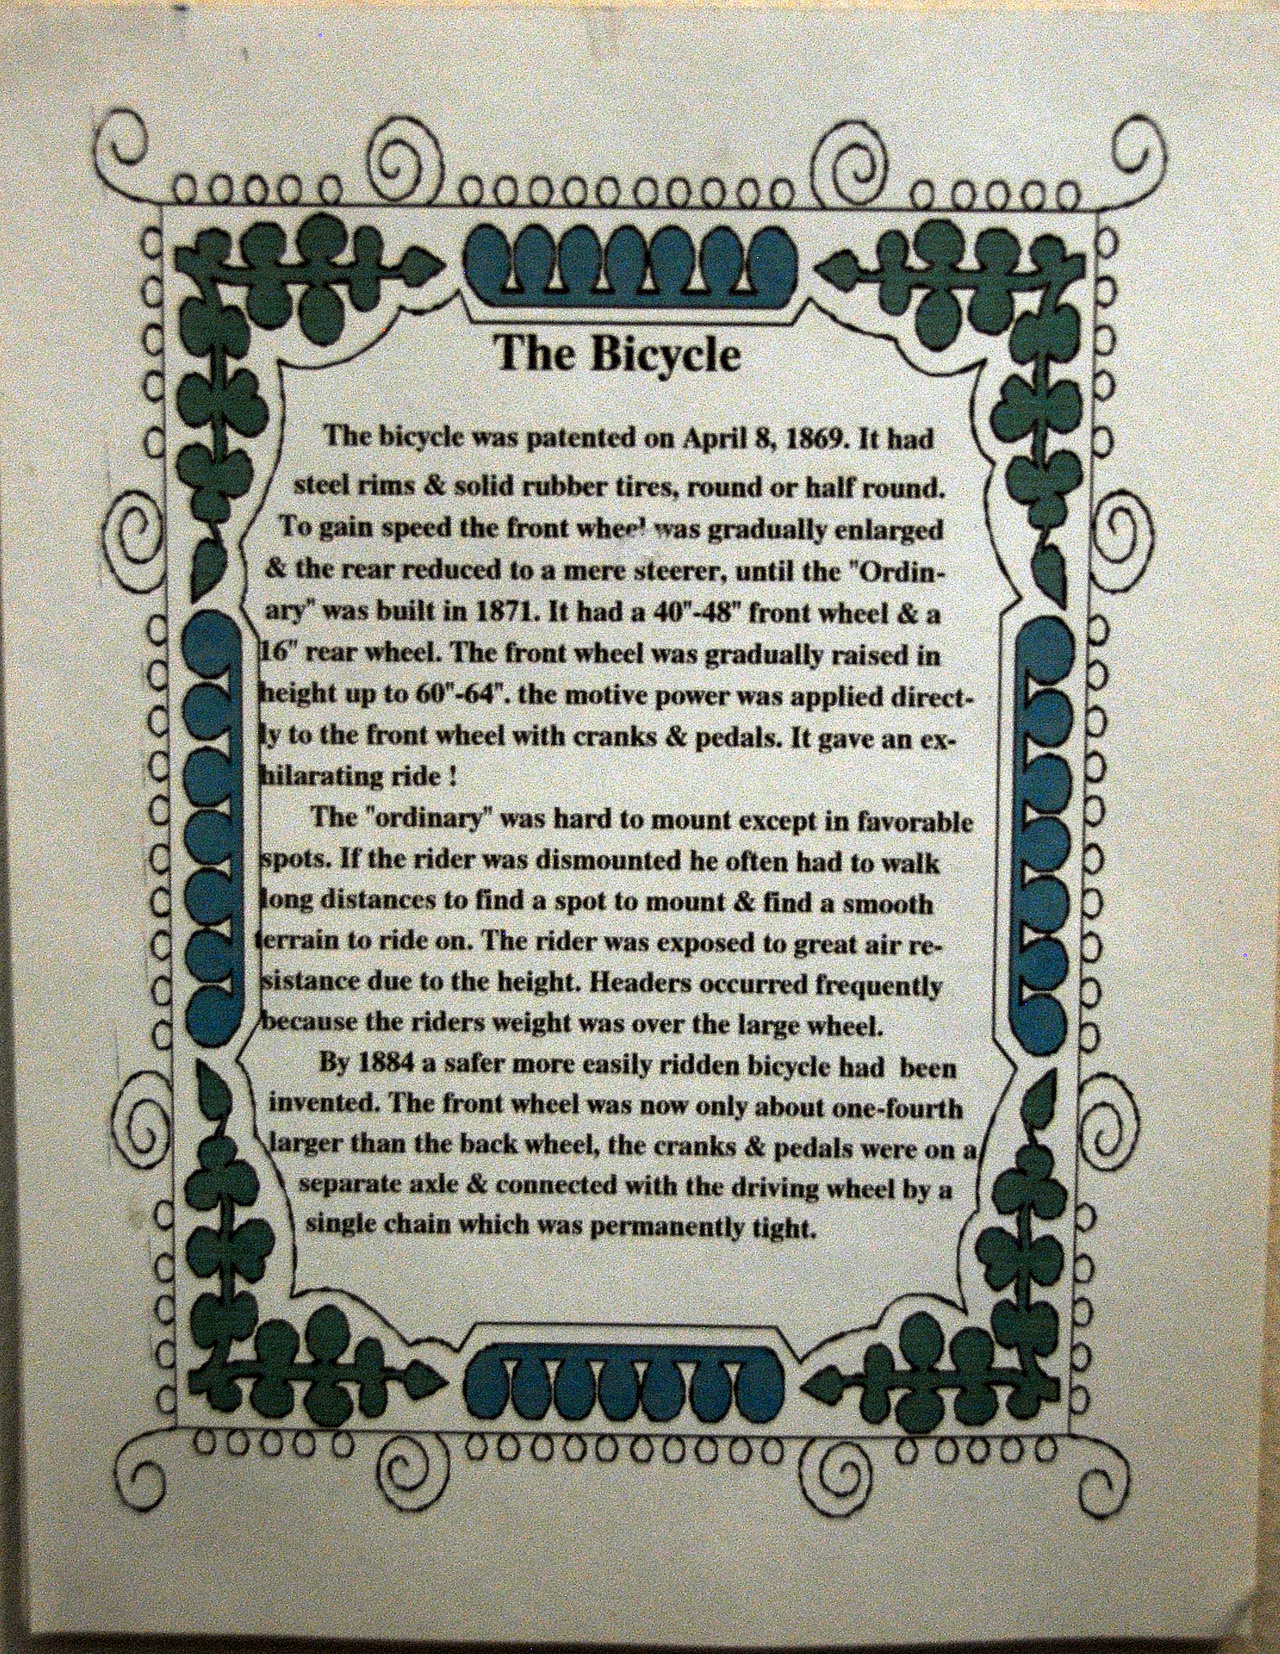 The Bicycle
The bicycle was patented on April 8, 1869. It had
steel rims & solid rubber tires, round or half round.
To gain speed the front wheel was gradually enlarged
& the rear reduced to a mere steerer, until the "Ordin-
ary" was built in 1871. It had a 40"-48" front wheel & a
16" rear wheel. The front wheel was gradually raised in
height up to 60"-64". the motive power was applied direct-
ly to the front wheel with cranks & pedals. It gave an ex-
hilarating ride !
The "ordinary" was hard to mount except in favorable
spots. If the rider was dismounted he often had to walk
long distances to find a spot to mount & find a smooth
terrain to ride on. The rider was exposed to great air re-
sistance due to the height. Headers occurred frequently
because the riders weight was over the large wheel.
By 1884 a safer more easily ridden bicycle had been
invented. The front wheel was now only about one-fourth
larger than the back wheel, the cranks & pedals were on a
separate axle & connected with the driving wheel by a
single chain which was permanently tight.